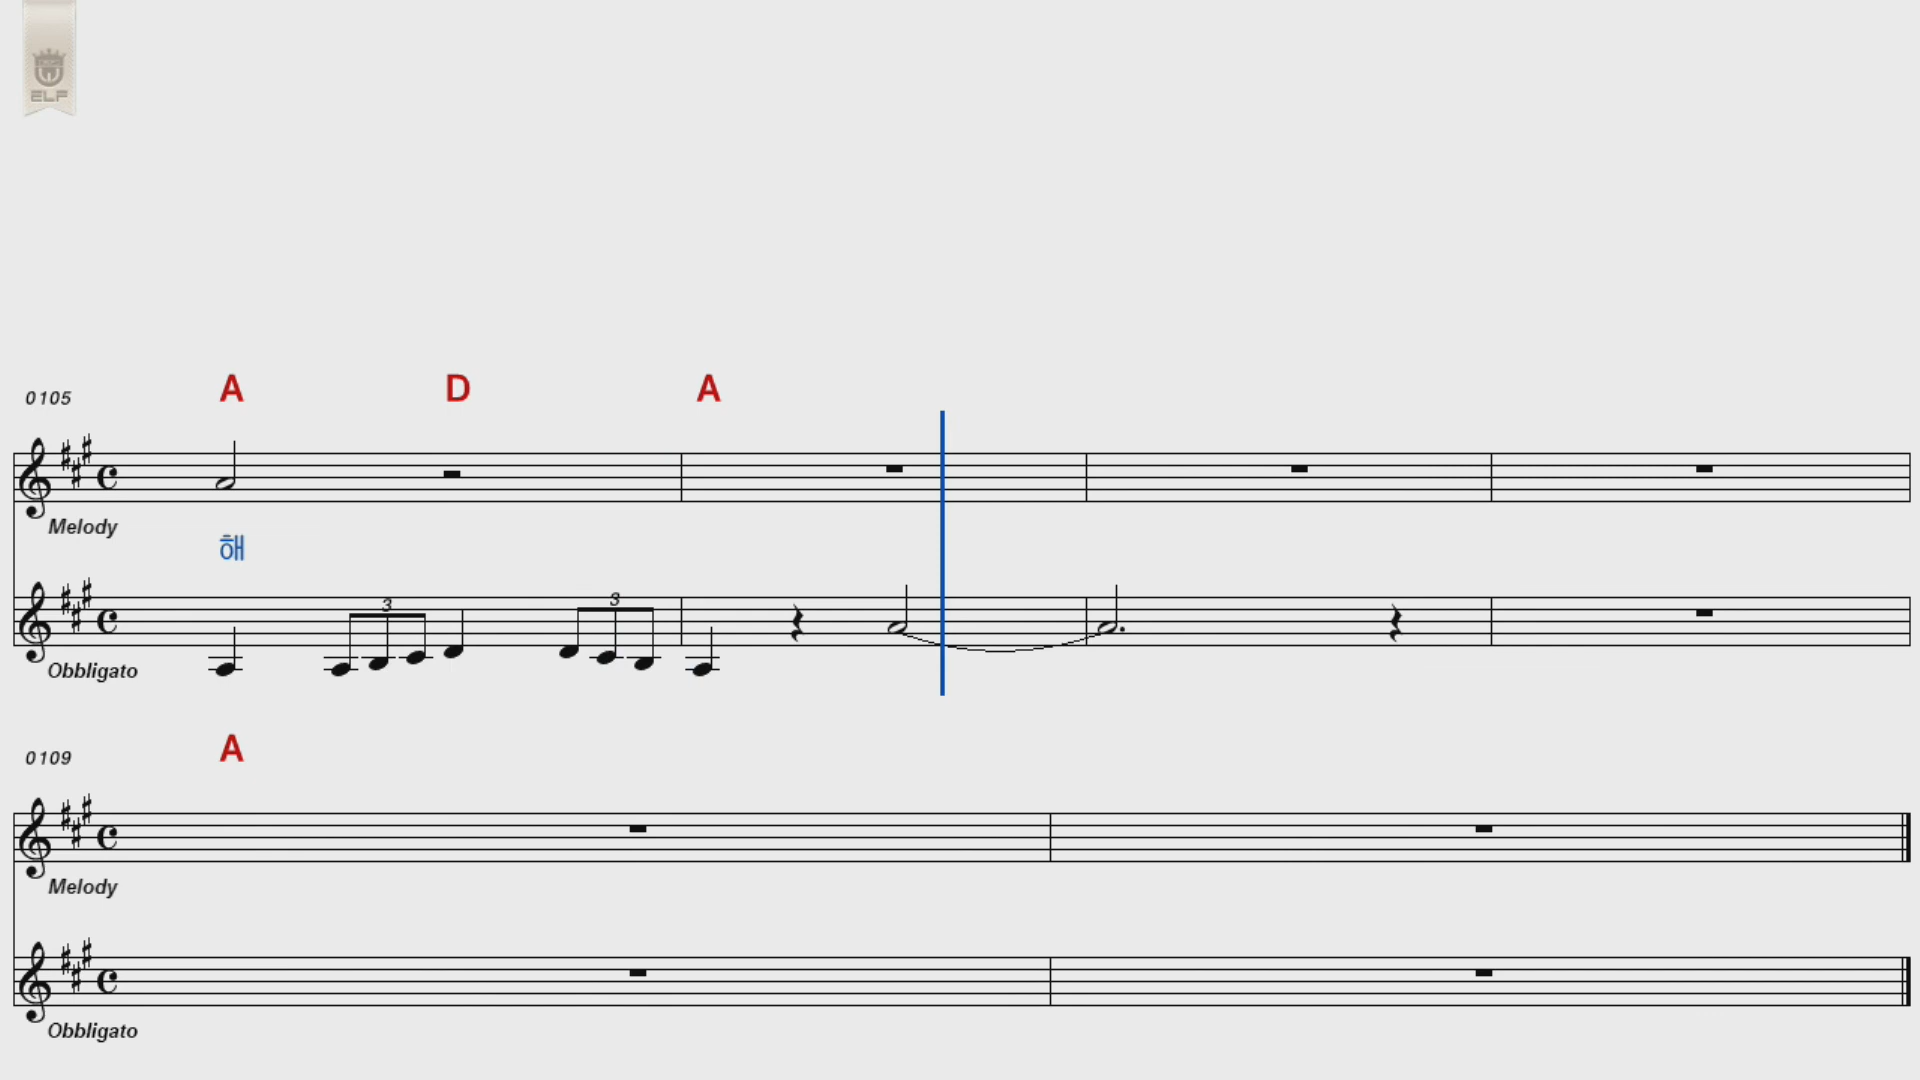 ELF
0105 A D A
Melody
해
3 3
Obbligato
0109 A
Melody
Obbligato